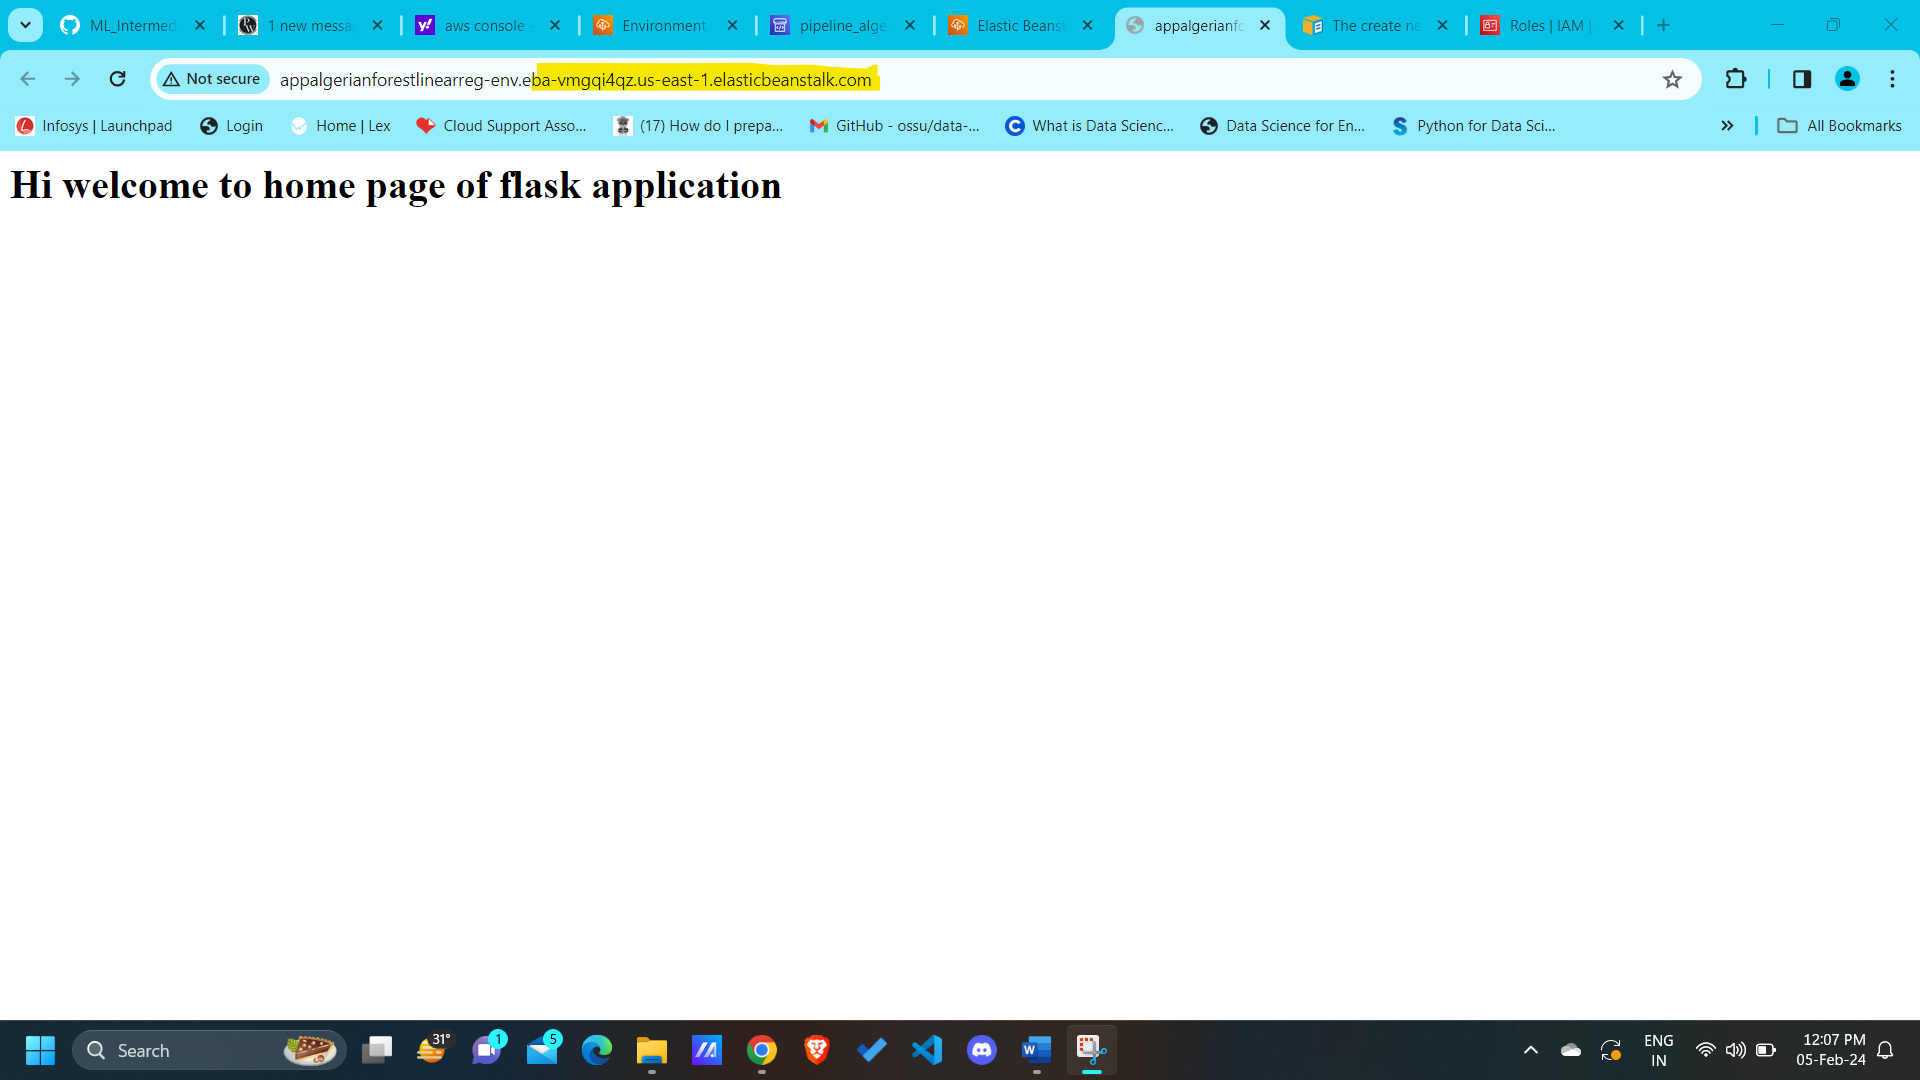 ML_Intermed
1 new messa
aws console -
Environment
pipeline_alge
Elastic Beanst
appalgerianfo
The create ne
Roles | IAM |
Not secure
appalgerianforestlinearreg-env.eba-vmgqi4qz.us-east-1.elasticbeanstalk.com
Infosys | Launchpad
Login
Home | Lex
Cloud Support Asso...
(17) How do I prepa...
GitHub - ossu/data-...
What is Data Scienc...
Data Science for En...
Python for Data Sci...
All Bookmarks
Hi welcome to home page of flask application
Search
31°
1
5
ENG
IN
12:07 PM
05-Feb-24